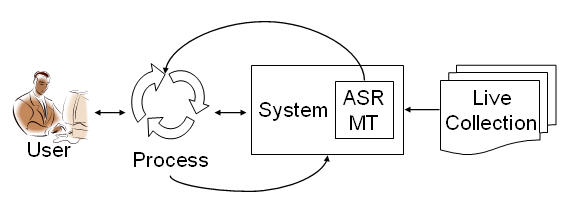 User
Process
System
ASR
MT
Live
Collection